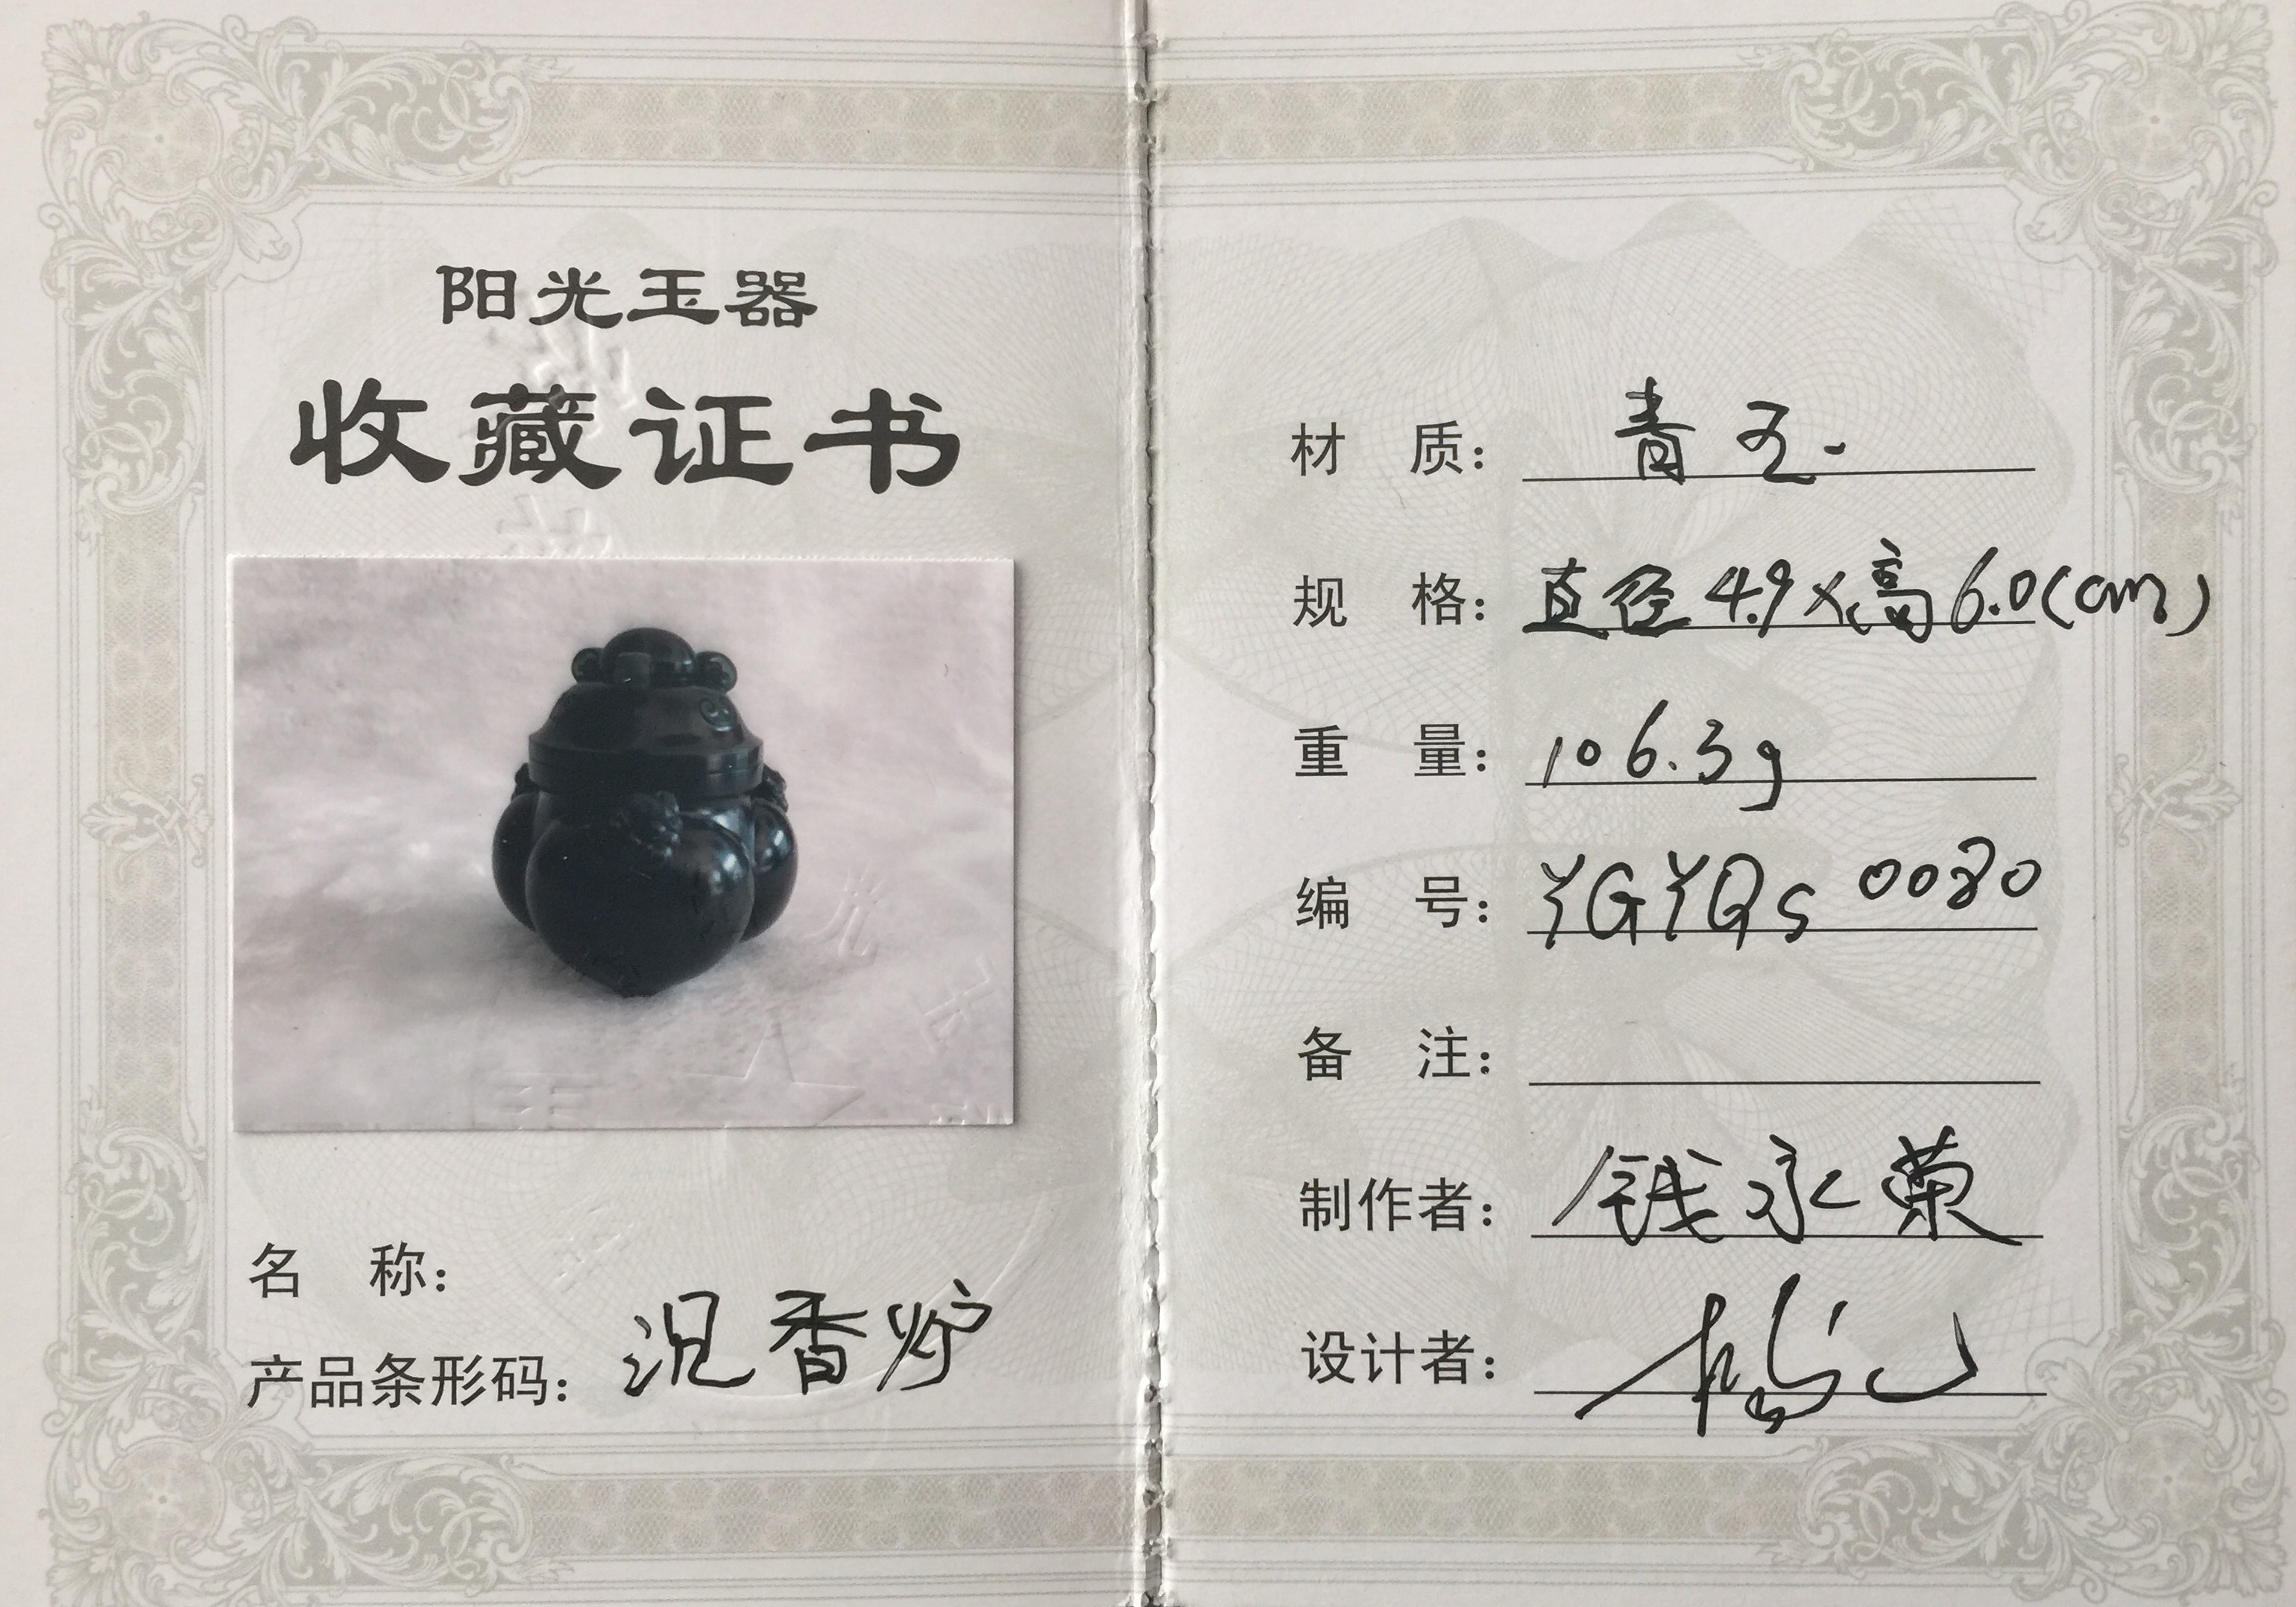 阳光玉器
收藏证书
名 称：
产品条形码： 沉香炉
材 质： 青玉
规 格： 直径4.9×高6.0(cm)
重 量： 106.3g
编 号： YGYQS 0080
备 注：
制作者： 钱永荣
设计者：